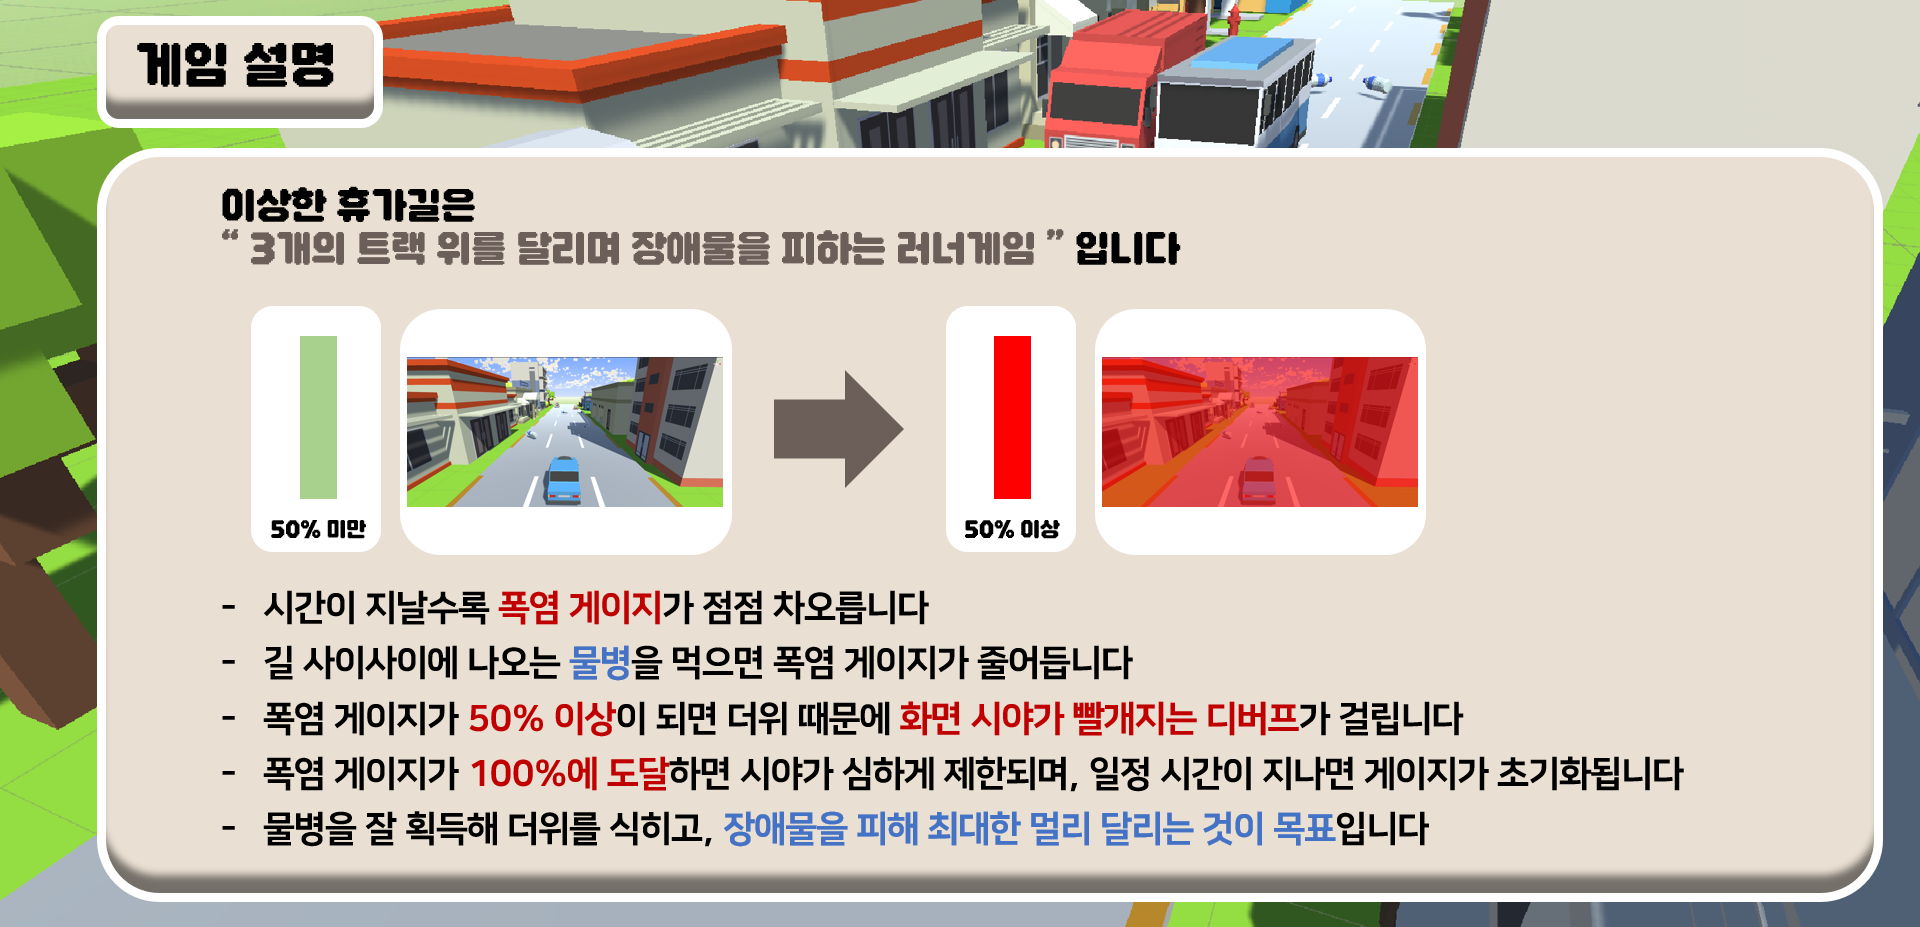 게임 설명
이상한 휴가길은
“ 3개의 트랙 위를 달리며 장애물을 피하는 러너게임 ” 입니다
50% 미만
50% 이상
- 시간이 지날수록 폭염 게이지가 점점 차오릅니다
- 길 사이사이에 나오는 물병을 먹으면 폭염 게이지가 줄어듭니다
- 폭염 게이지가 50% 이상이 되면 더위 때문에 화면 시야가 빨개지는 디버프가 걸립니다
- 폭염 게이지가 100%에 도달하면 시야가 심하게 제한되며, 일정 시간이 지나면 게이지가 초기화됩니다
- 물병을 잘 획득해 더위를 식히고, 장애물을 피해 최대한 멀리 달리는 것이 목표입니다